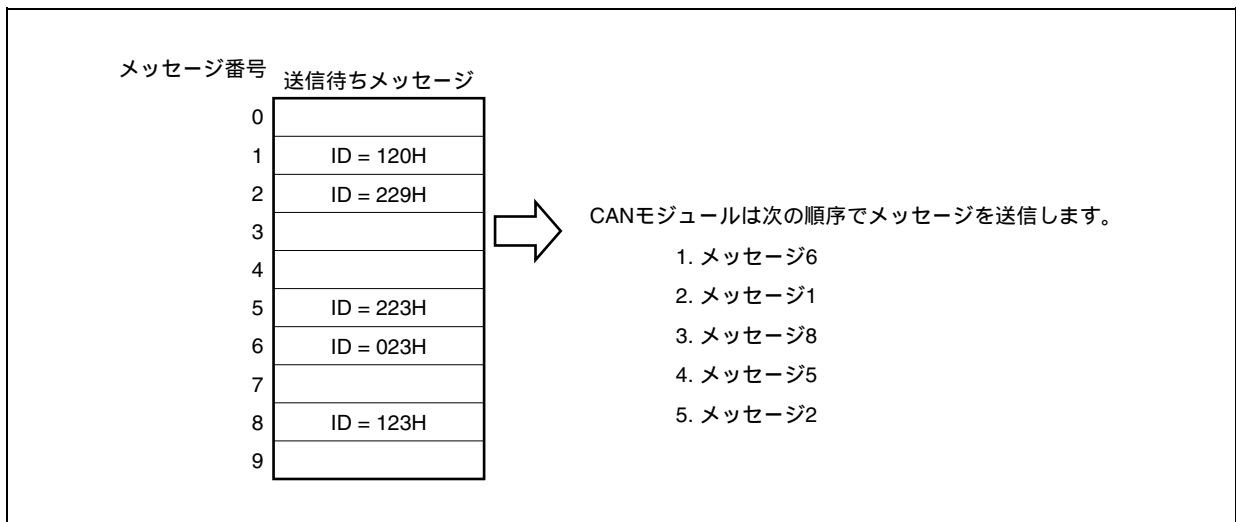 メッセージ番号 送信待ちメッセージ
0
1 ID = 120H
2 ID = 229H
3
4
5 ID = 223H
6 ID = 023H
7
8 ID = 123H
9
CANモジュールは次の順序でメッセージを送信します。
1. メッセージ6
2. メッセージ1
3. メッセージ8
4. メッセージ5
5. メッセージ2